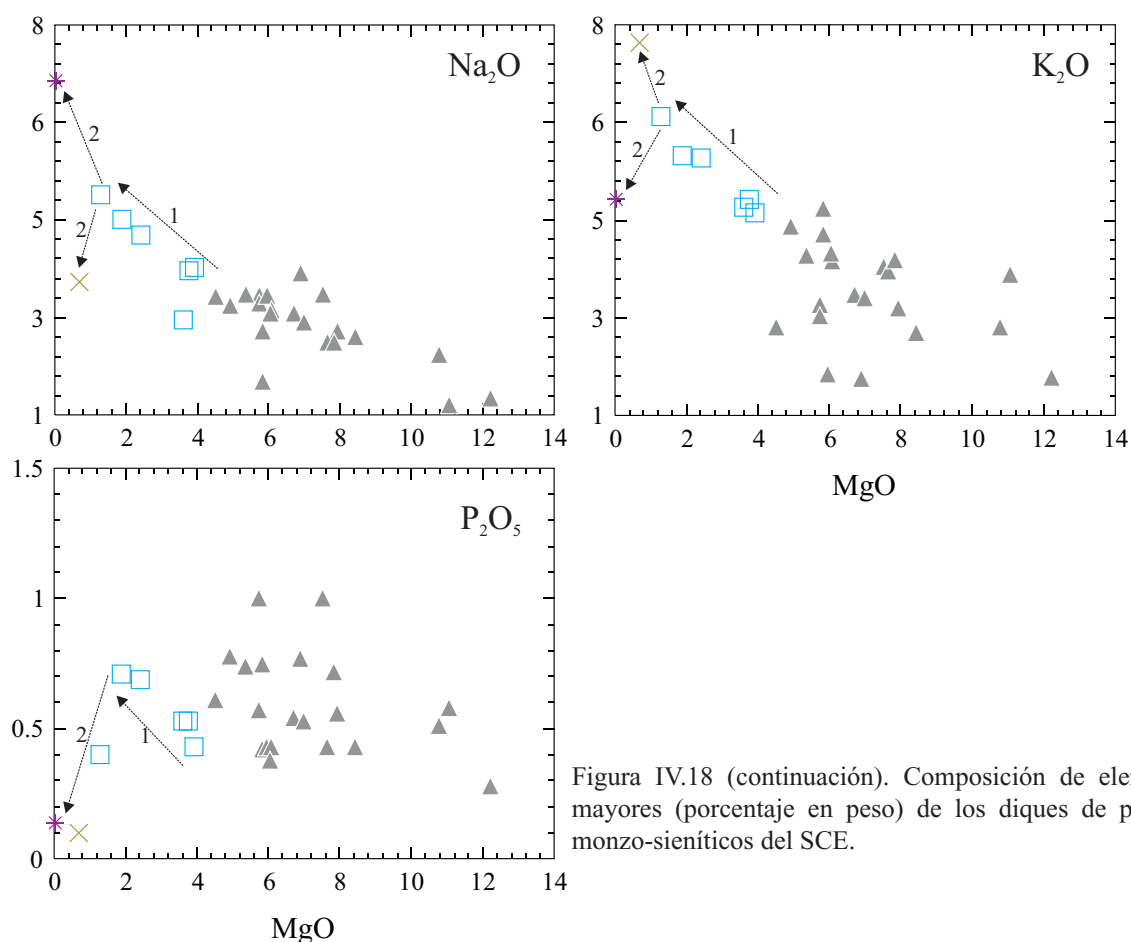 Na₂O
8
6
5
3
1
0 2 4 6 8 10 12 14
2
2
1
K₂O
8
6
5
3
1
0 2 4 6 8 10 12 14
MgO
2
2
1
P₂O₅
1.5
1
0.5
0
0 2 4 6 8 10 12 14
MgO
2
1
Figura IV.18 (continuación). Composición de eler
mayores (porcentaje en peso) de los diques de p
monzo-sieníticos del SCE.